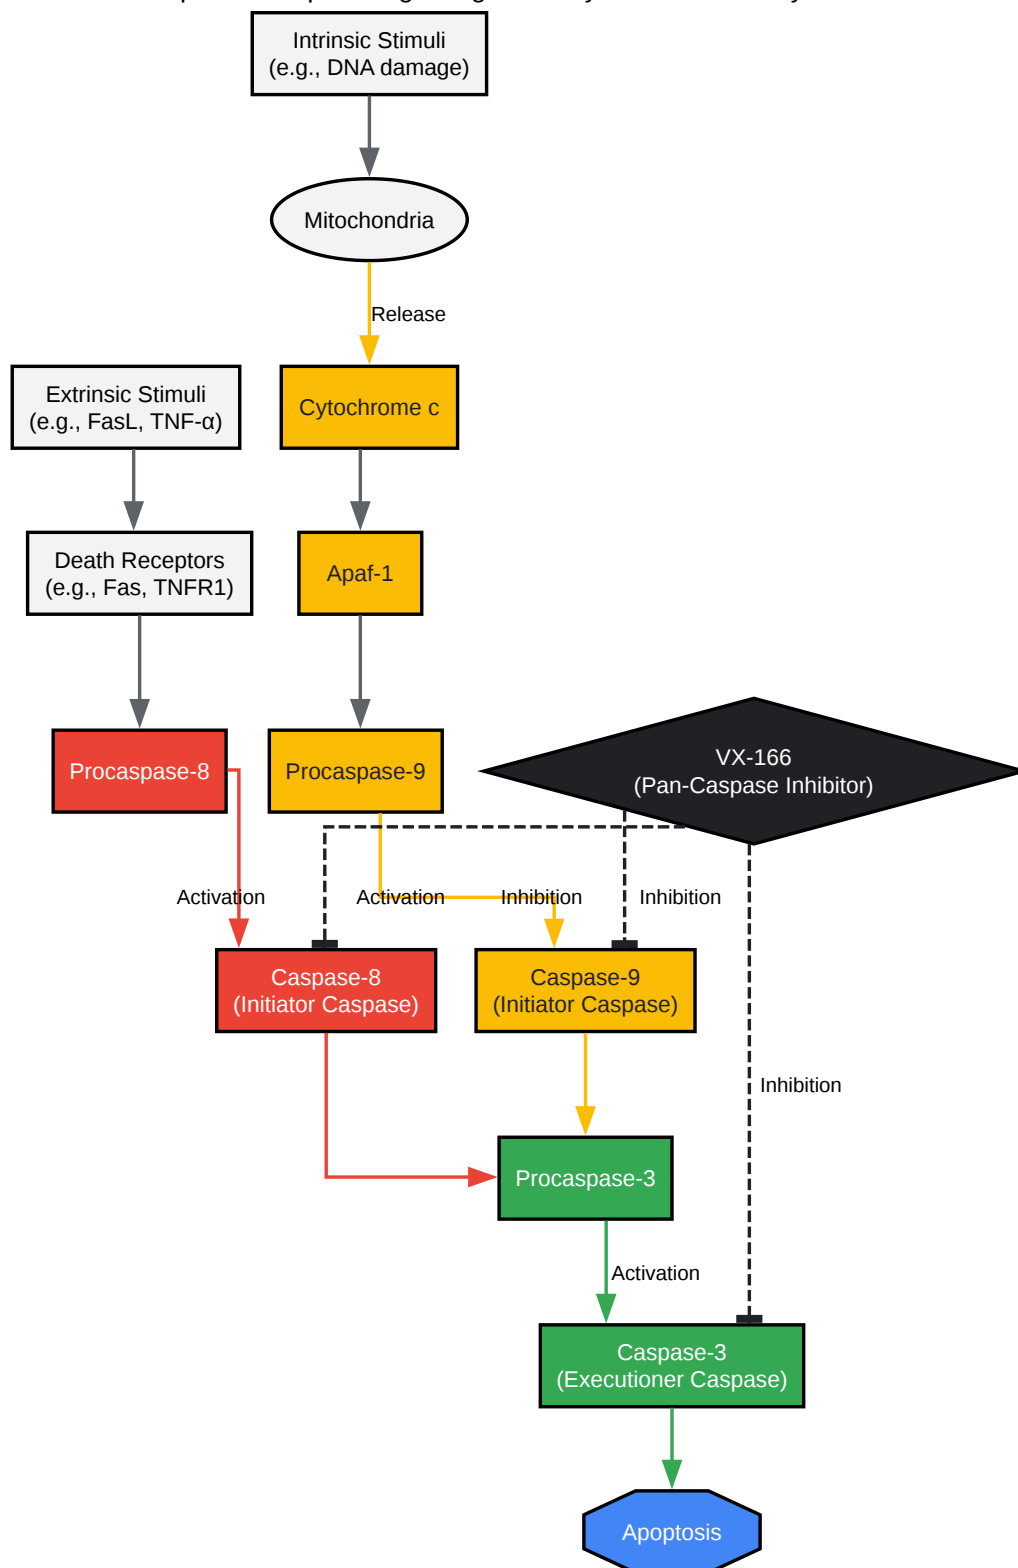 Intrinsic Stimuli
(e.g., DNA damage)
Mitochondria
Release
Extrinsic Stimuli
(e.g., FasL, TNF-α)
Cytochrome c
Death Receptors
(e.g., Fas, TNFR1)
Apaf-1
Procaspase-8
Procaspase-9
VX-166
(Pan-Caspase Inhibitor)
Activation
Activation
Inhibition
Inhibition
Caspase-8
(Initiator Caspase)
Caspase-9
(Initiator Caspase)
Inhibition
Procaspase-3
Activation
Caspase-3
(Executioner Caspase)
Apoptosis